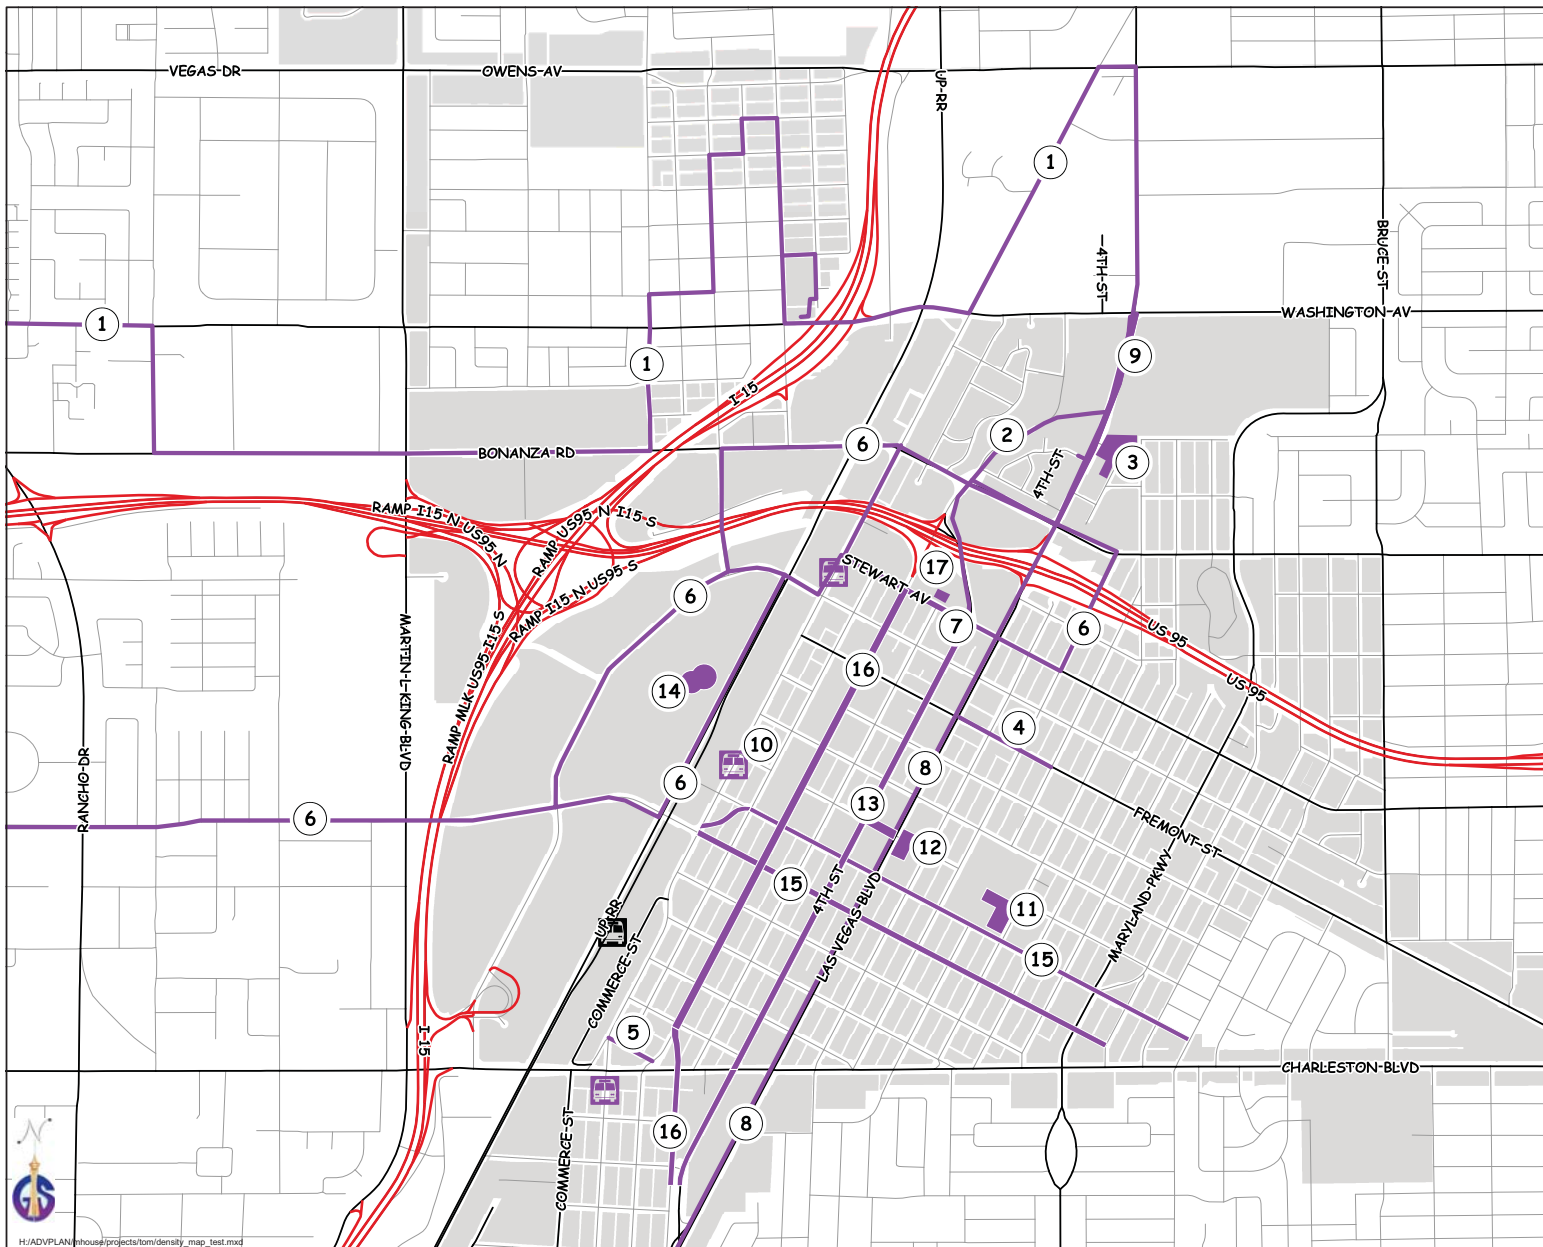 VEGAS DR
OWENS AV
UP RR
1
4TH ST
BRUCE ST
1
WASHINGTON AV
9
1
I-15
2
6
3
BONANZA RD
4TH ST
RAMP I15 N US95 N
RAMP US95 N I15 S
STEWART AV
17
RAMP I15 N US95 S
6
7
6
US 95
MARTIN L KING BLVD
RAMP MLK US95 I15 S
14
16
US 95
4
10
8
RANCHO DR
6
13
6
FREMONT ST
12
15
4TH ST
11
MARYLAND PKWY
UP RR
LAS VEGAS BLVD
15
COMMERCE ST
5
I-15
CHARLESTON BLVD
16
8
COMMERCE ST
N
GIS
H:/ADVPLAN/mhouse/projects/tom/density_map_test.mxd